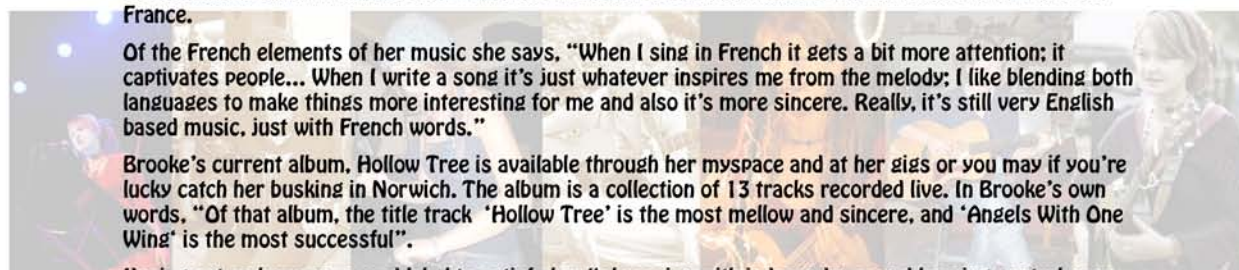 France.
Of the French elements of her music she says, “When I sing in French it gets a bit more attention; it
captivates people... When I write a song it’s just whatever inspires me from the melody; I like blending both
languages to make things more interesting for me and also it’s more sincere. Really, it’s still very English
based music, just with French words.”
Brooke’s current album, Hollow Tree is available through her myspace and at her gigs or you may if you’re
lucky catch her busking in Norwich. The album is a collection of 13 tracks recorded live. In Brooke’s own
words, “Of that album, the title track ‘Hollow Tree’ is the most mellow and sincere, and ‘Angels With One
Wing’ is the most successful”.